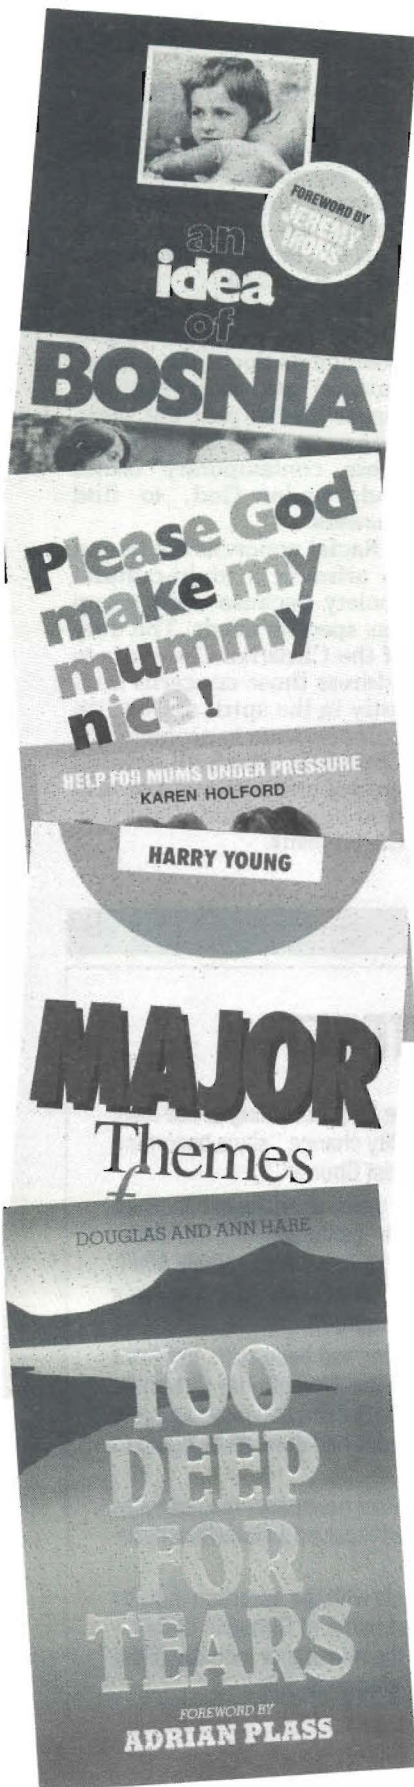 FOREWORD BY
JEREMY
IRONS
an
idea
of
BOSNIA
Please God
make my
mummy
nice!
HELP FOR MUMS UNDER PRESSURE
KAREN HOLFORD
HARRY YOUNG
MAJOR
Themes
f
DOUGLAS AND ANN HARE
TOO
DEEP
FOR
TEARS
FOREWORD BY
ADRIAN PLASS